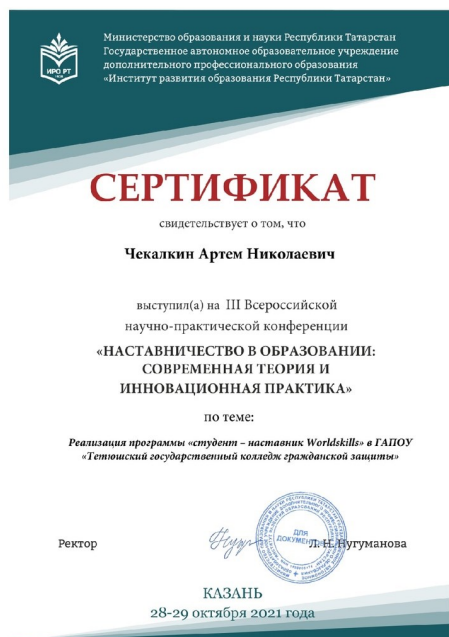 Министерство образования и науки Республики Татарстан
Государственное автономное образовательное учреждение
дополнительного профессионального образования
«Институт развития образования Республики Татарстан»
ИРО РТ
СЕРТИФИКАТ
свидетельствует о том, что
Чекалкин Артем Николаевич
выступил(а) на III Всероссийской
научно-практической конференции
«НАСТАВНИЧЕСТВО В ОБРАЗОВАНИИ:
СОВРЕМЕННАЯ ТЕОРИЯ И
ИННОВАЦИОННАЯ ПРАКТИКА»
по теме:
Реализация программы «студент – наставник Worldskills» в ГАПОУ
«Тетюшский государственный колледж гражданской защиты»
ДЛЯ
ДОКУМЕНТОВ
Ректор
Л. Н. Нугуманова
КАЗАНЬ
28-29 октября 2021 года